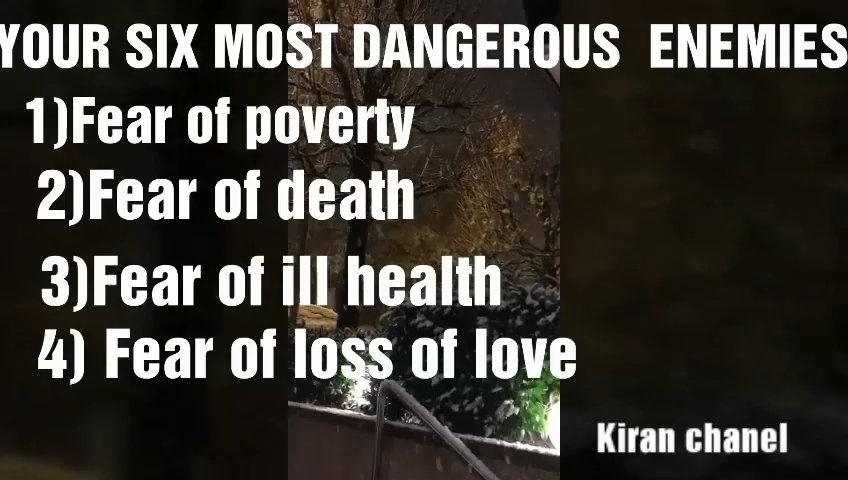 YOUR SIX MOST DANGEROUS ENEMIES
1)Fear of poverty
2)Fear of death
3)Fear of ill health
4) Fear of loss of love
Kiran chanel